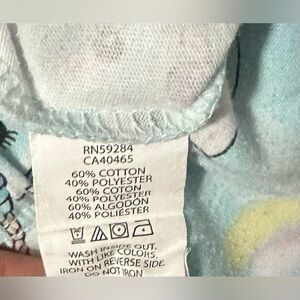 RN59284
CA40465
60% COTTON
40% POLYESTER
60% COTON
40% POLYESTER
60% ALGODÓN
40% POLIÉSTER
WASH INSIDE OUT.
WITH LIKE COLORS.
IRON ON REVERSE SIDE
DO NOT IRON